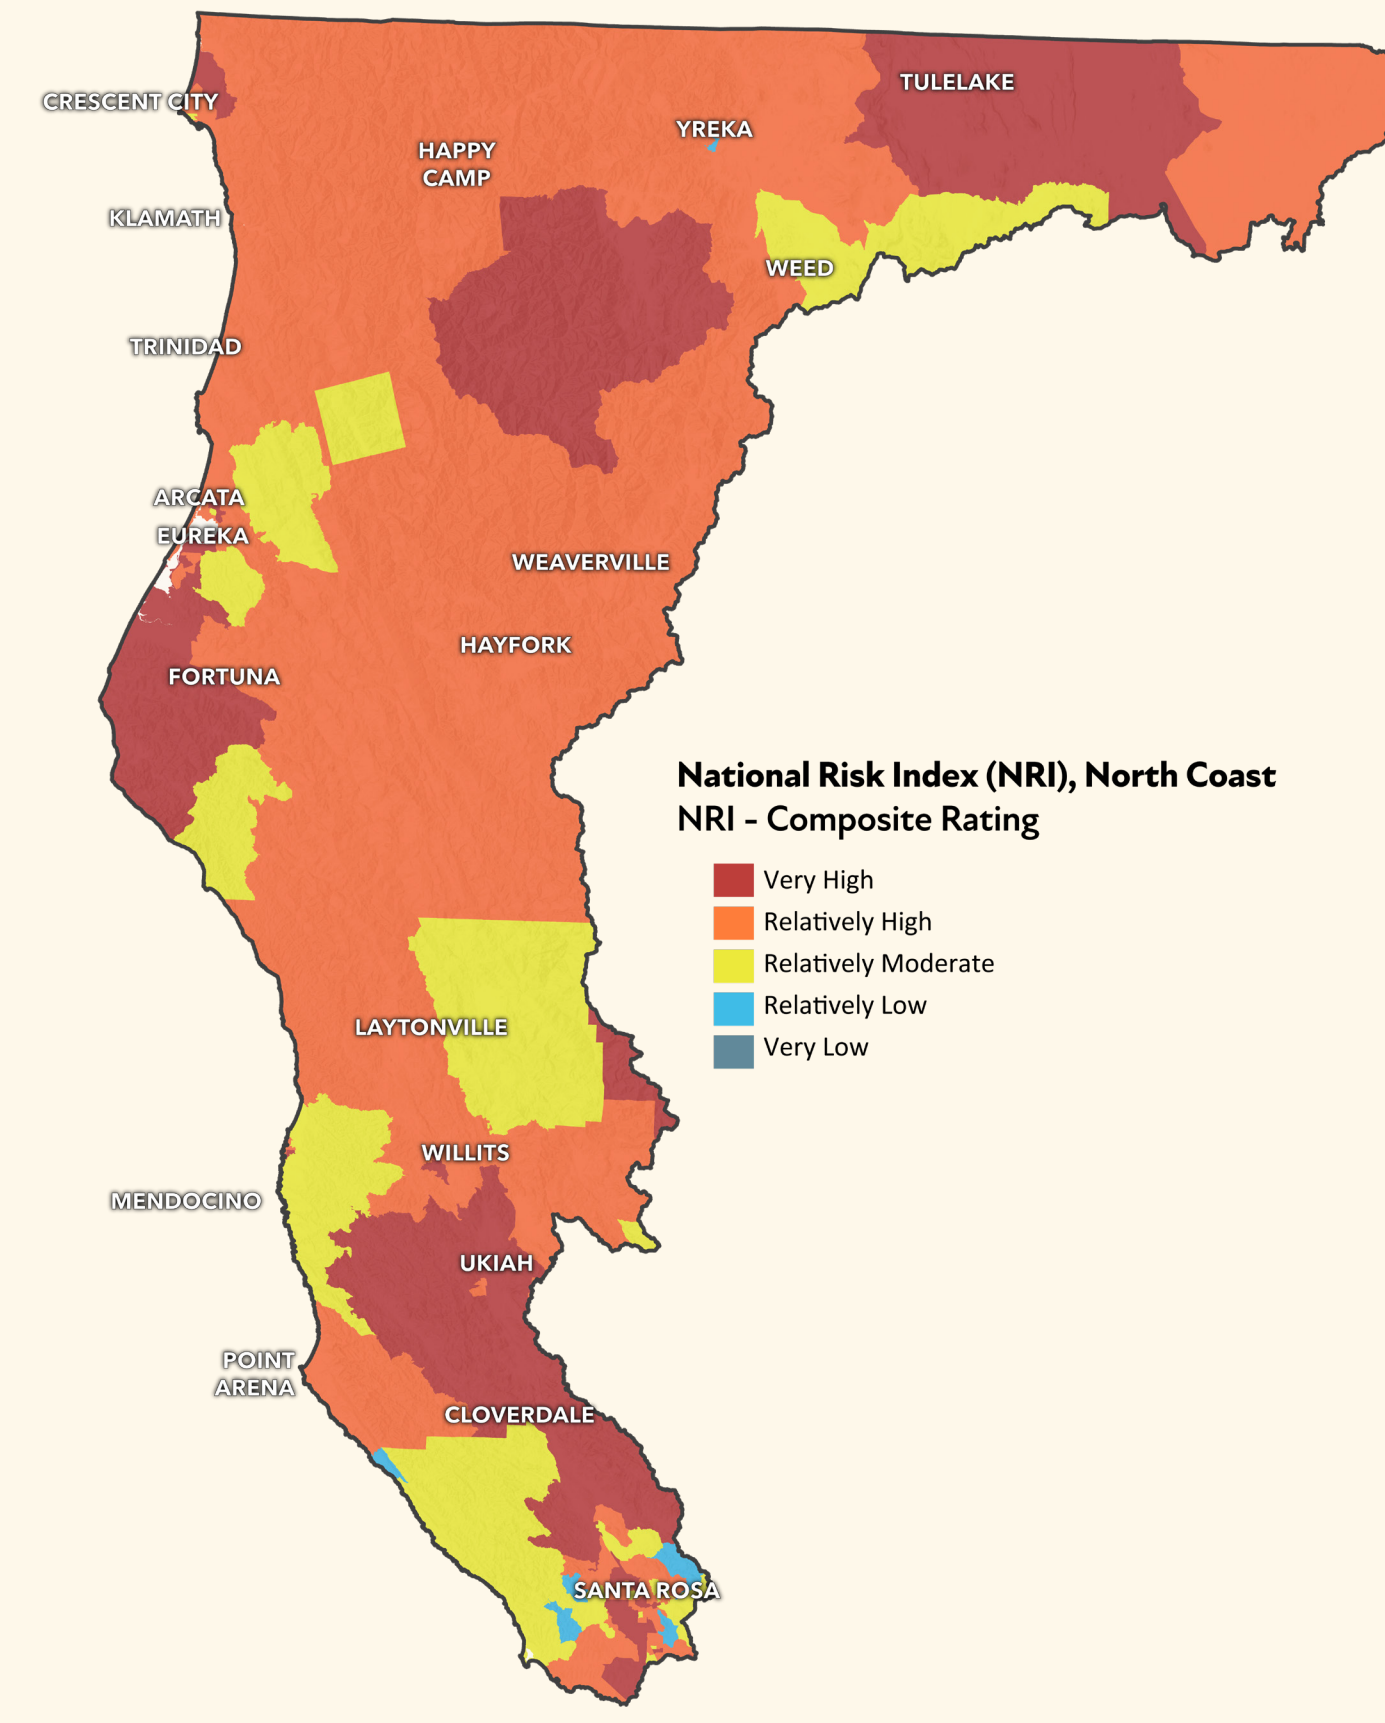 TULELAKE
CRESCENT CITY
YREKA
HAPPY
CAMP
KLAMATH
WEED
TRINIDAD
ARCATA
EUREKA
WEAVERVILLE
HAYFORK
FORTUNA
National Risk Index (NRI), North Coast
NRI - Composite Rating
Very High
Relatively High
Relatively Moderate
Relatively Low
Very Low
LAYTONVILLE
WILLITS
MENDOCINO
UKIAH
POINT
ARENA
CLOVERDALE
SANTA ROSA